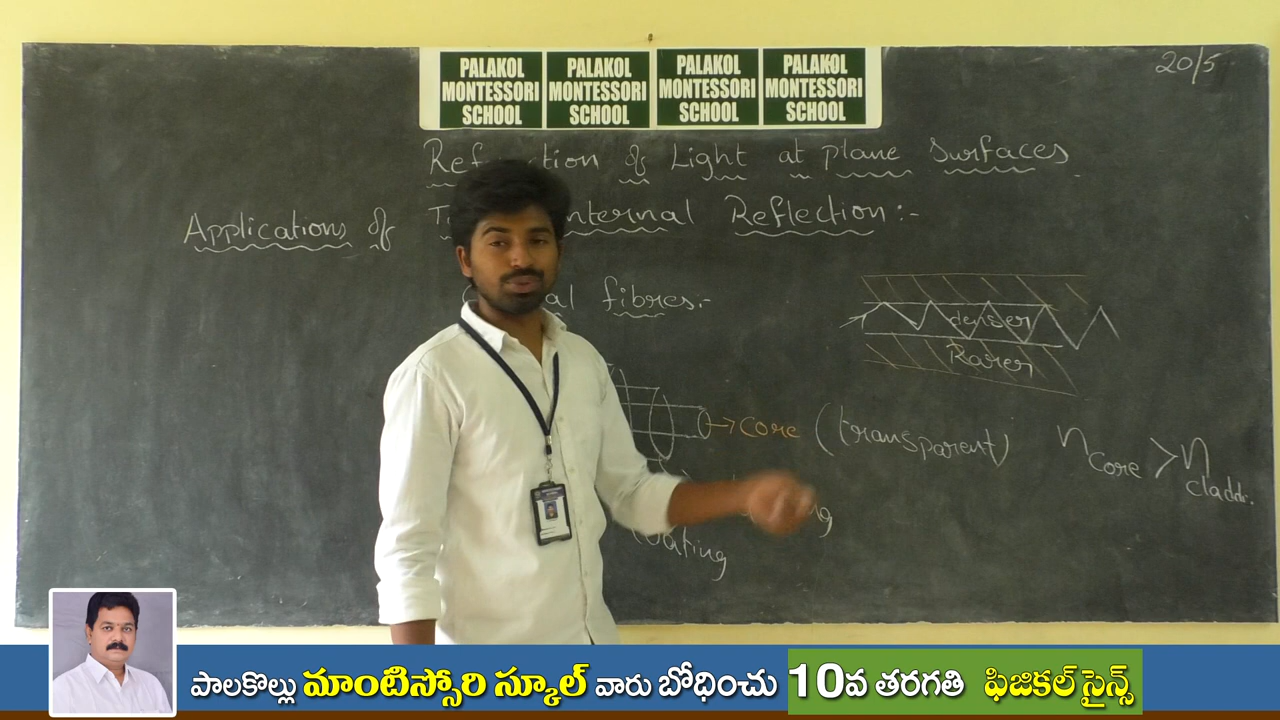 PALAKOL MONTESSORI SCHOOL
PALAKOL MONTESSORI SCHOOL
PALAKOL MONTESSORI SCHOOL
PALAKOL MONTESSORI SCHOOL
20/5
of Light at plane Surfaces
Applications of Internal Reflection:-
fibres:-
denser
Rarer
→ core (transparent) n core > n cladd.
coating
పాలకొల్లు మాంటిస్సోరి స్కూల్ వారు బోధించు 10వ తరగతి ఫిజికల్ సైన్స్